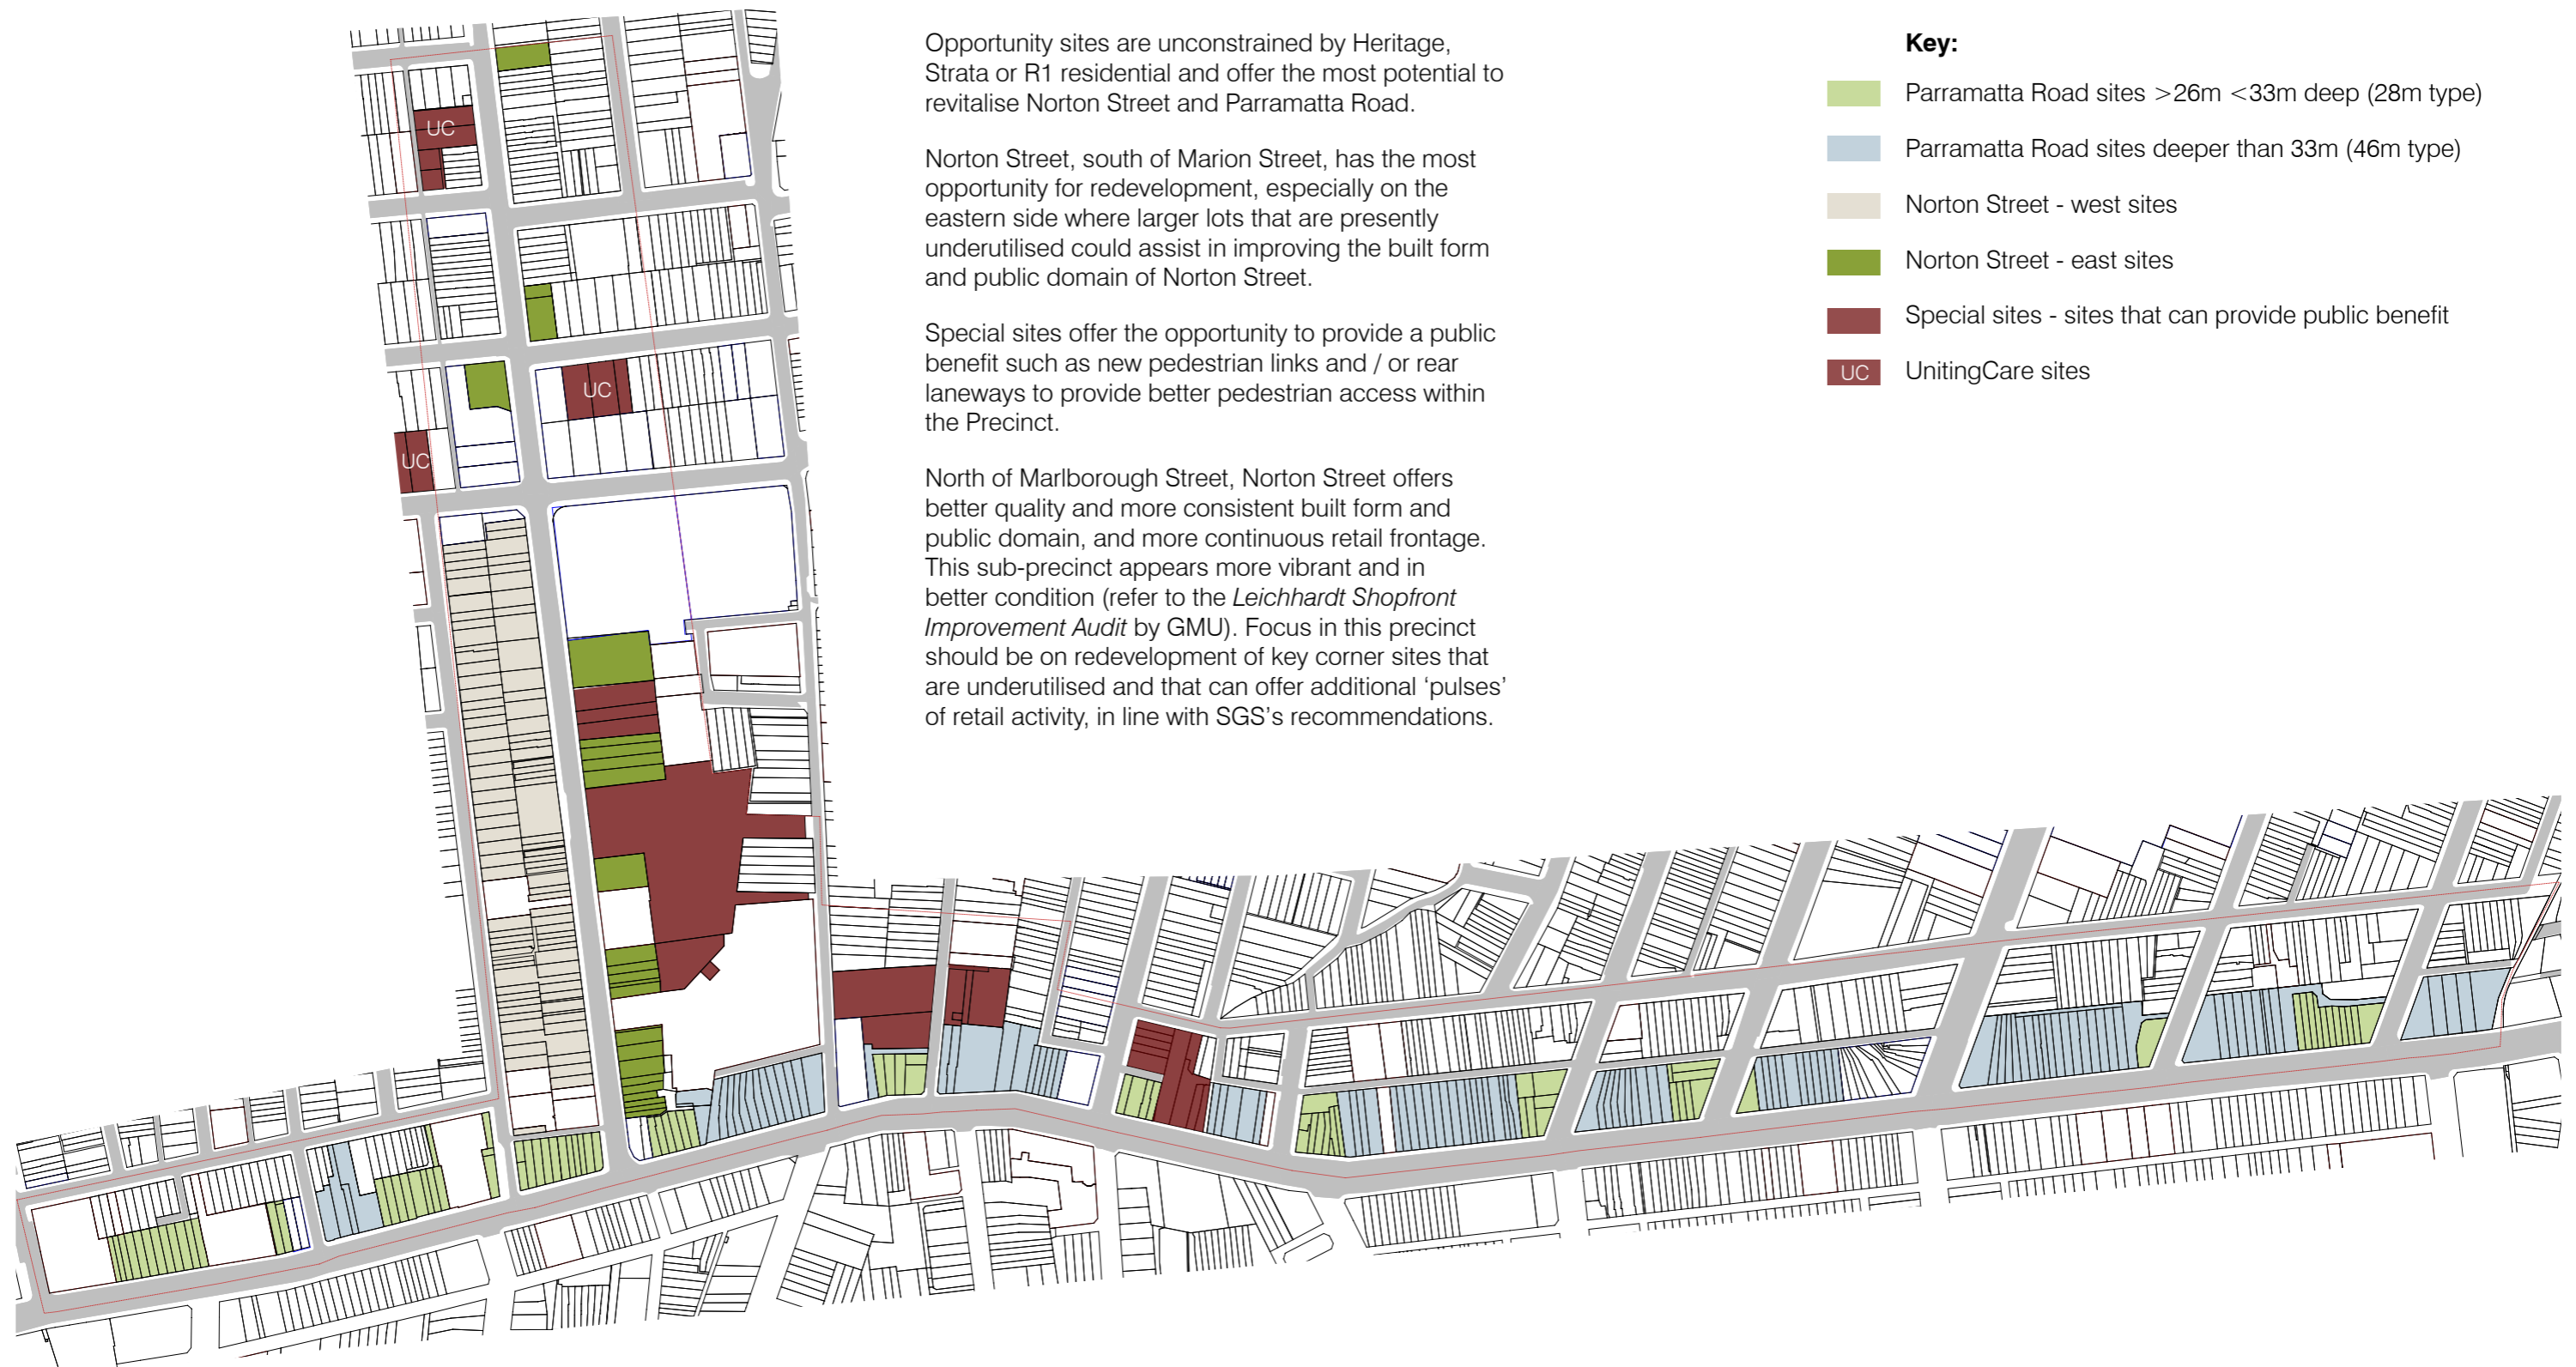 Opportunity sites are unconstrained by Heritage,
Strata or R1 residential and offer the most potential to
revitalise Norton Street and Parramatta Road.
Norton Street, south of Marion Street, has the most
opportunity for redevelopment, especially on the
eastern side where larger lots that are presently
underutilised could assist in improving the built form
and public domain of Norton Street.
Special sites offer the opportunity to provide a public
benefit such as new pedestrian links and / or rear
laneways to provide better pedestrian access within
the Precinct.
North of Marlborough Street, Norton Street offers
better quality and more consistent built form and
public domain, and more continuous retail frontage.
This sub-precinct appears more vibrant and in
better condition (refer to the Leichhardt Shopfront
Improvement Audit by GMU). Focus in this precinct
should be on redevelopment of key corner sites that
are underutilised and that can offer additional ‘pulses’
of retail activity, in line with SGS’s recommendations.
Key:
Parramatta Road sites >26m <33m deep (28m type)
Parramatta Road sites deeper than 33m (46m type)
Norton Street - west sites
Norton Street - east sites
Special sites - sites that can provide public benefit
UC UnitingCare sites
UC
UC
UC